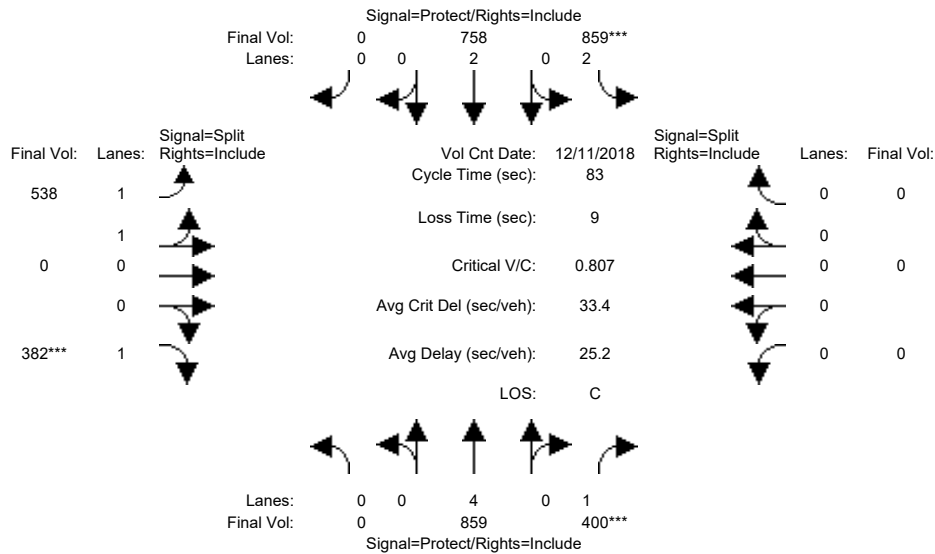 Signal=Protect/Rights=Include
Final Vol: 0 758 859***
Lanes: 0 0 2 0 2
Signal=Split
Final Vol: Lanes: Rights=Include
Vol Cnt Date: 12/11/2018
Signal=Split
Rights=Include Lanes: Final Vol:
Cycle Time (sec): 83
538 1
0 0
Loss Time (sec): 9
1
0
0 0
Critical V/C: 0.807
0 0
0
Avg Crit Del (sec/veh): 33.4
0
382*** 1
Avg Delay (sec/veh): 25.2
0 0
LOS: C
Lanes: 0 0 4 0 1
Final Vol: 0 859 400***
Signal=Protect/Rights=Include